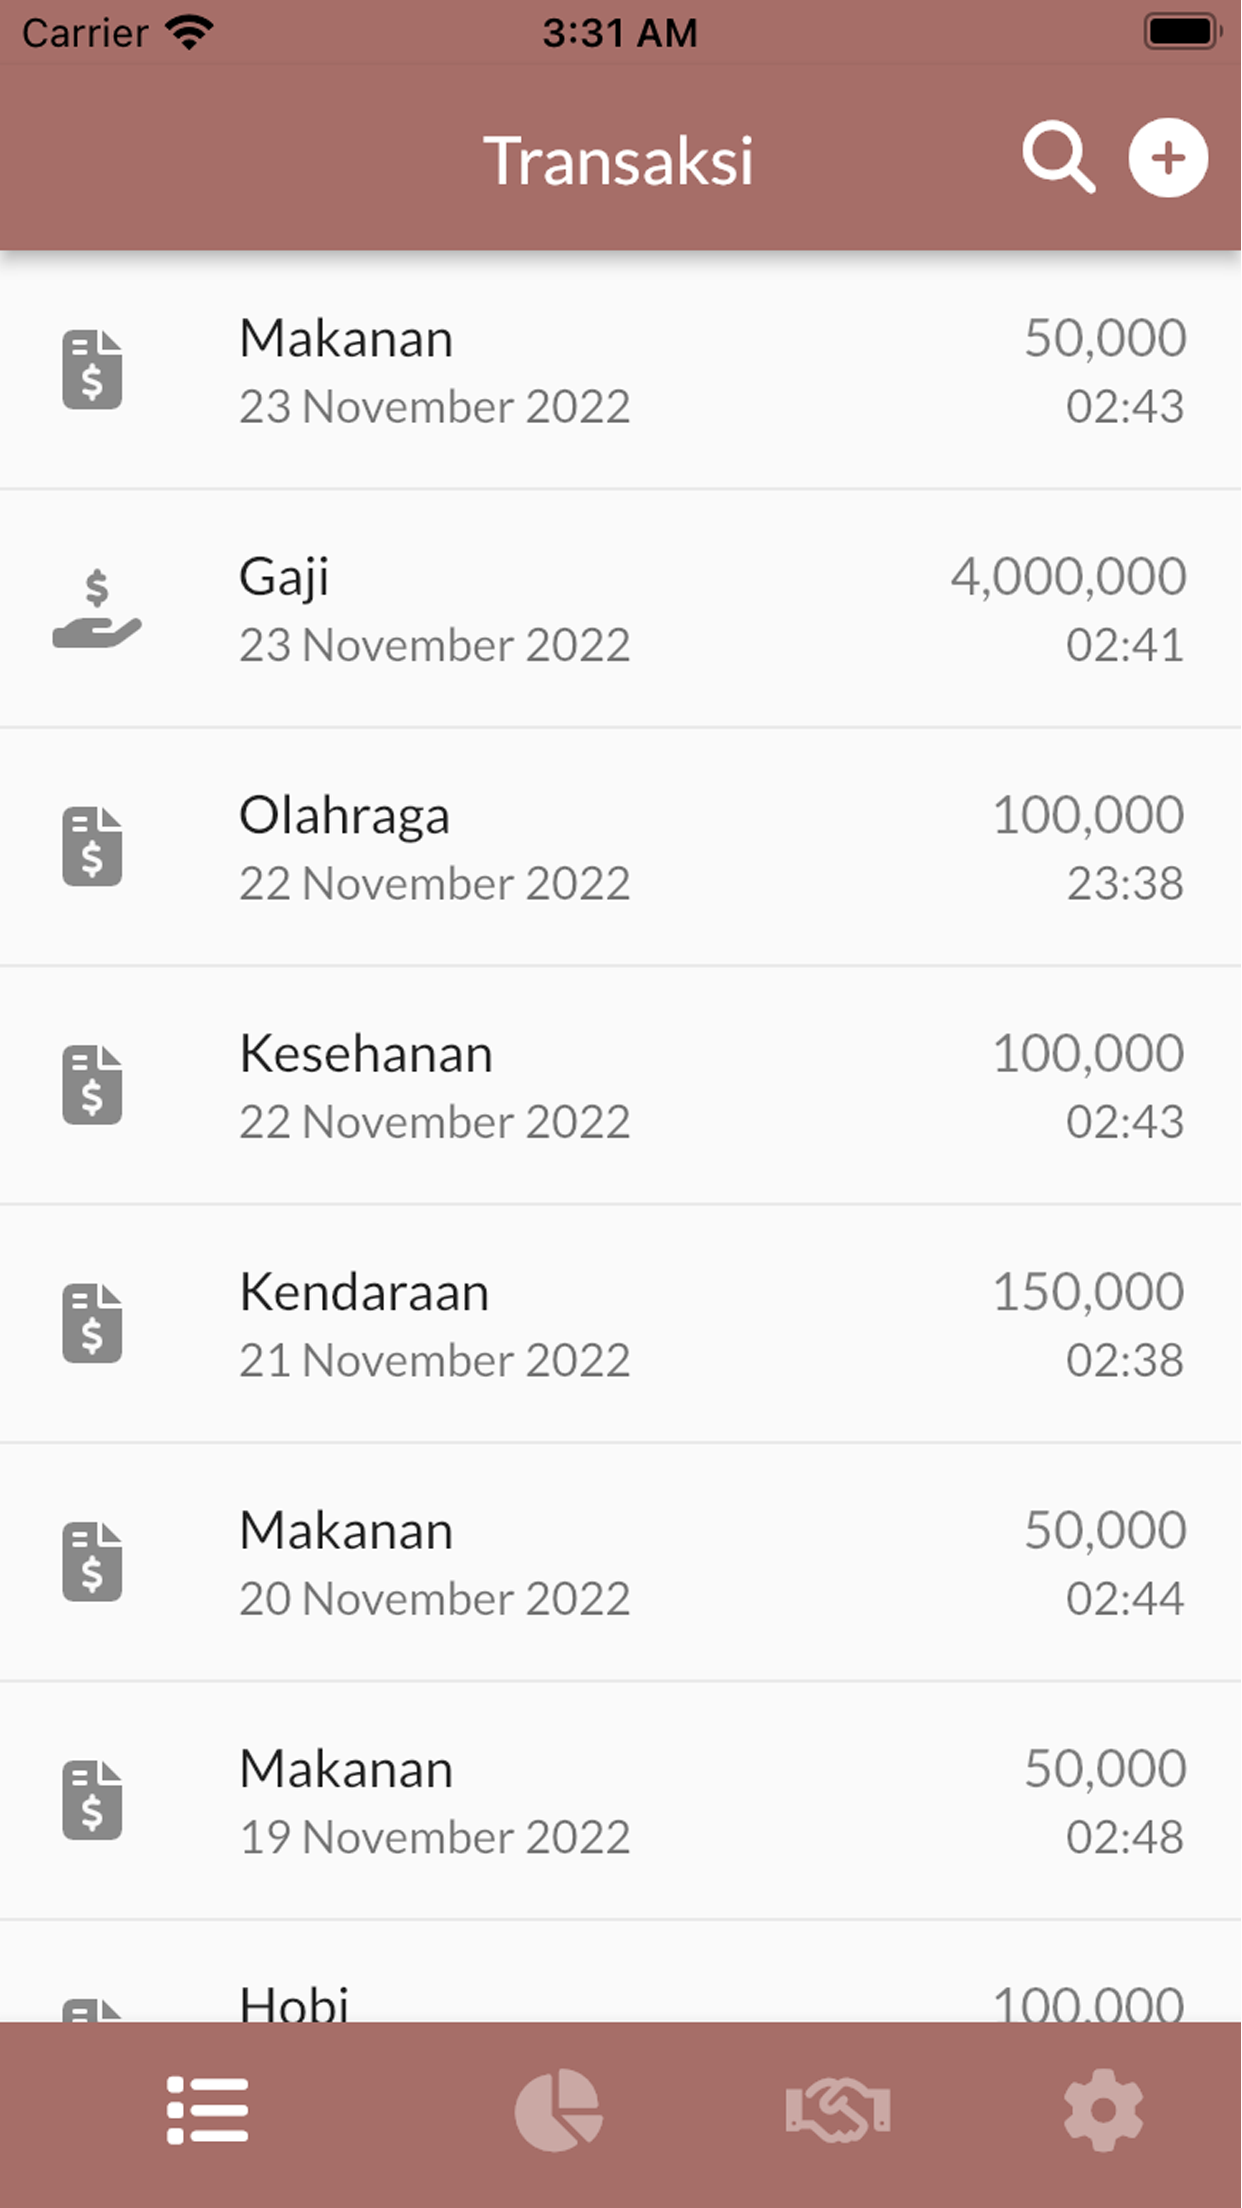 Carrier 3:31 AM
Transaksi
Makanan 50,000
23 November 2022 02:43
Gaji 4,000,000
23 November 2022 02:41
Olahraga 100,000
22 November 2022 23:38
Kesehanan 100,000
22 November 2022 02:43
Kendaraan 150,000
21 November 2022 02:38
Makanan 50,000
20 November 2022 02:44
Makanan 50,000
19 November 2022 02:48
Hobi 100,000